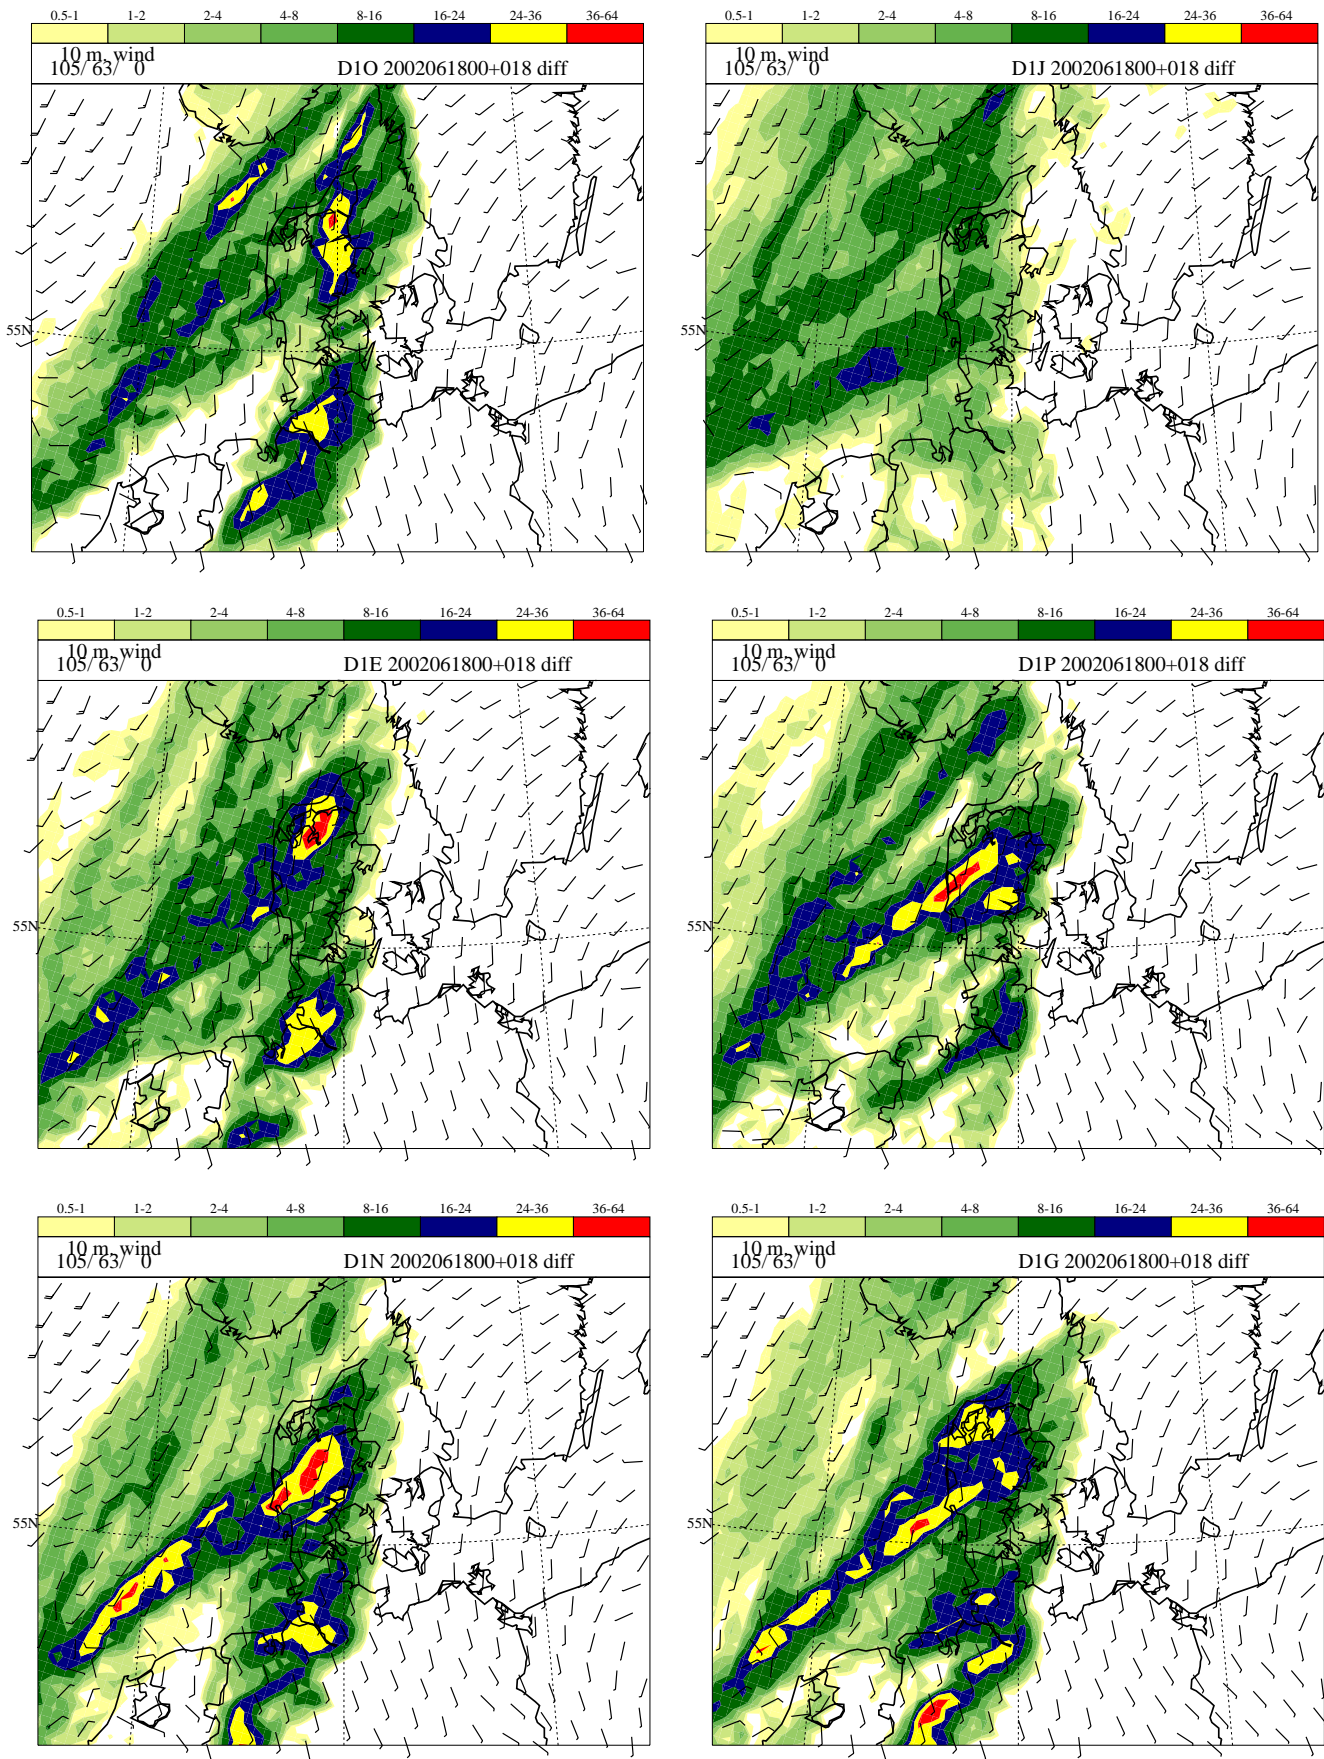 0.5-1 1-2 2-4 4-8 8-16 16-24 24-36 36-64
10 m. wind
105/ 63/ 0 D1O 2002061800+018 diff
55N
0.5-1 1-2 2-4 4-8 8-16 16-24 24-36 36-64
10 m. wind
105/ 63/ 0 D1J 2002061800+018 diff
55N
0.5-1 1-2 2-4 4-8 8-16 16-24 24-36 36-64
10 m. wind
105/ 63/ 0 D1E 2002061800+018 diff
55N
0.5-1 1-2 2-4 4-8 8-16 16-24 24-36 36-64
10 m. wind
105/ 63/ 0 D1P 2002061800+018 diff
55N
0.5-1 1-2 2-4 4-8 8-16 16-24 24-36 36-64
10 m. wind
105/ 63/ 0 D1N 2002061800+018 diff
55N
0.5-1 1-2 2-4 4-8 8-16 16-24 24-36 36-64
10 m. wind
105/ 63/ 0 D1G 2002061800+018 diff
55N